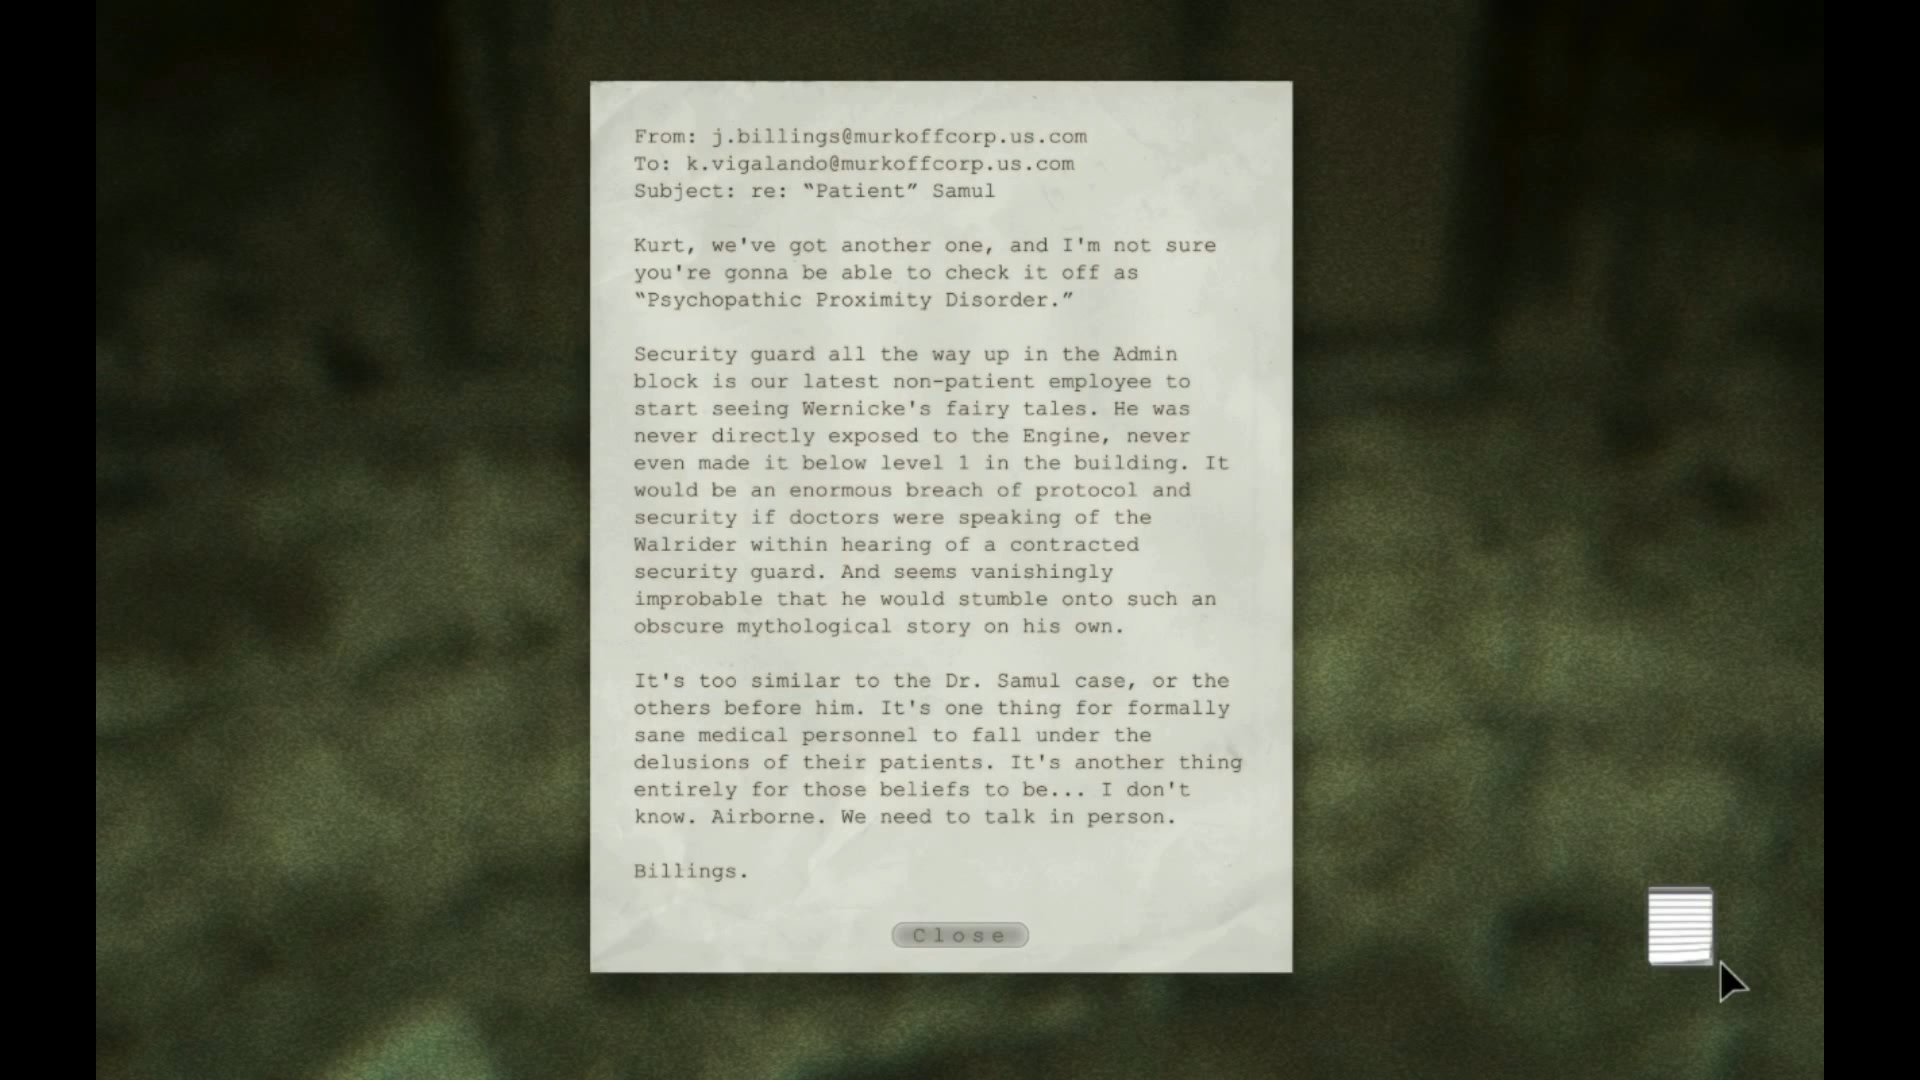 From: j.billings@murkoffcorp.us.com
To: k.vigalando@murkoffcorp.us.com
Subject: re: “Patient” Samul
Kurt, we've got another one, and I'm not sure
you're gonna be able to check it off as
“Psychopathic Proximity Disorder.”
Security guard all the way up in the Admin
block is our latest non-patient employee to
start seeing Wernicke's fairy tales. He was
never directly exposed to the Engine, never
even made it below level 1 in the building. It
would be an enormous breach of protocol and
security if doctors were speaking of the
Walrider within hearing of a contracted
security guard. And seems vanishingly
improbable that he would stumble onto such an
obscure mythological story on his own.
It's too similar to the Dr. Samul case, or the
others before him. It's one thing for formally
sane medical personnel to fall under the
delusions of their patients. It's another thing
entirely for those beliefs to be... I don't
know. Airborne. We need to talk in person.
Billings.
Close